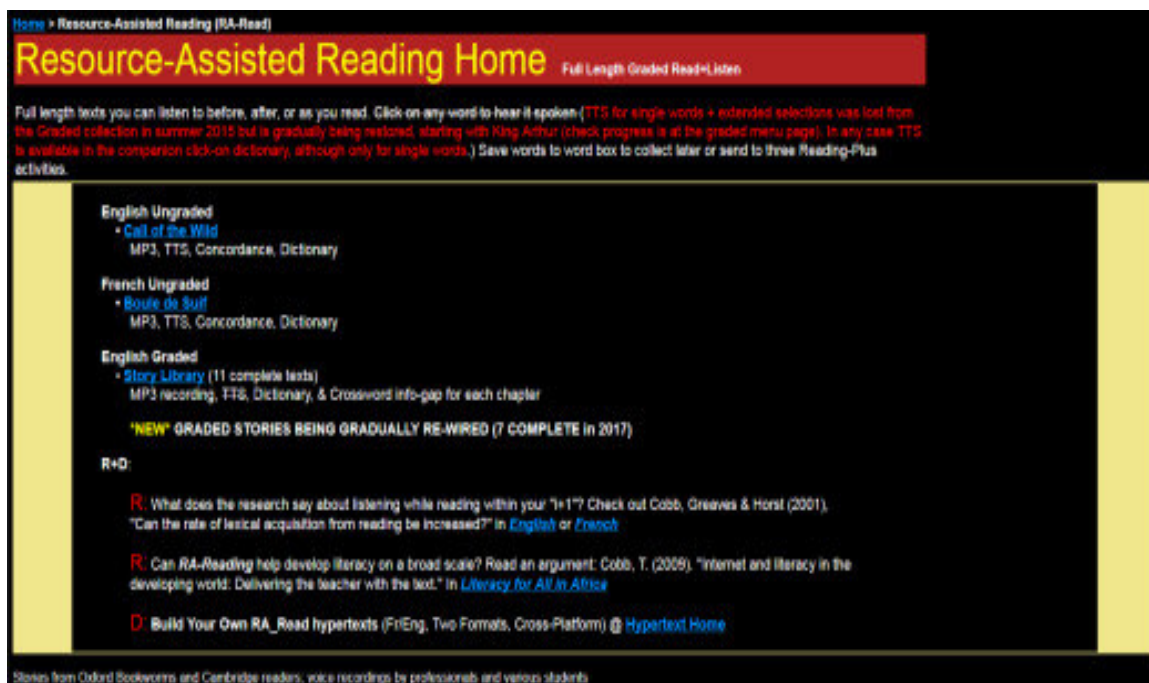 Home > Resource-Assisted Reading (RA-Read)
Resource-Assisted Reading Home Full Length Graded Read+Listen
Full length texts you can listen to before, after, or as you read. Click on any word to hear it spoken (TTS for single words + extended selections was lost from
the Graded collection in summer 2015 but is gradually being restored, starting with King Arthur (check progress is at the graded menu page). In any case TTS
is available in the companion click-on dictionary, although only for single words.) Save words to word box to collect later or send to three Reading-Plus
activities.
English Ungraded
• Call of the Wild
MP3, TTS, Concordance, Dictionary
French Ungraded
• Boule de Suif
MP3, TTS, Concordance, Dictionary
English Graded
• Story Library (11 complete texts)
MP3 recording, TTS, Dictionary, & Crossword info-gap for each chapter
*NEW* GRADED STORIES BEING GRADUALLY RE-WIRED (7 COMPLETE in 2017)
R+D:
R: What does the research say about listening while reading within your "i+1"? Check out Cobb, Greaves & Horst (2001),
"Can the rate of lexical acquisition from reading be increased?" in English or French
R: Can RA-Reading help develop literacy on a broad scale? Read an argument: Cobb, T. (2009). "Internet and literacy in the
developing world: Delivering the teacher with the text." In Literacy for All in Africa
D: Build Your Own RA_Read hypertexts (Fr/Eng, Two Formats, Cross-Platform) @ Hypertext Home
Stories from Oxford Bookworms and Cambridge readers; voice recordings by professionals and various students